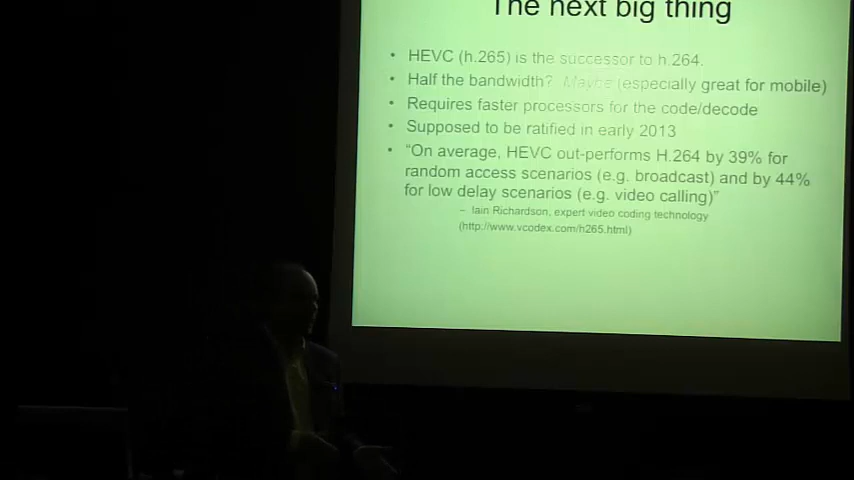 The next big thing
• HEVC (h.265) is the successor to h.264.
• Half the bandwidth? Maybe (especially great for mobile)
• Requires faster processors for the code/decode
• Supposed to be ratified in early 2013
• “On average, HEVC out-performs H.264 by 39% for
random access scenarios (e.g. broadcast) and by 44%
for low delay scenarios (e.g. video calling)”
– Iain Richardson, expert video coding technology
(http://www.vcodex.com/h265.html)